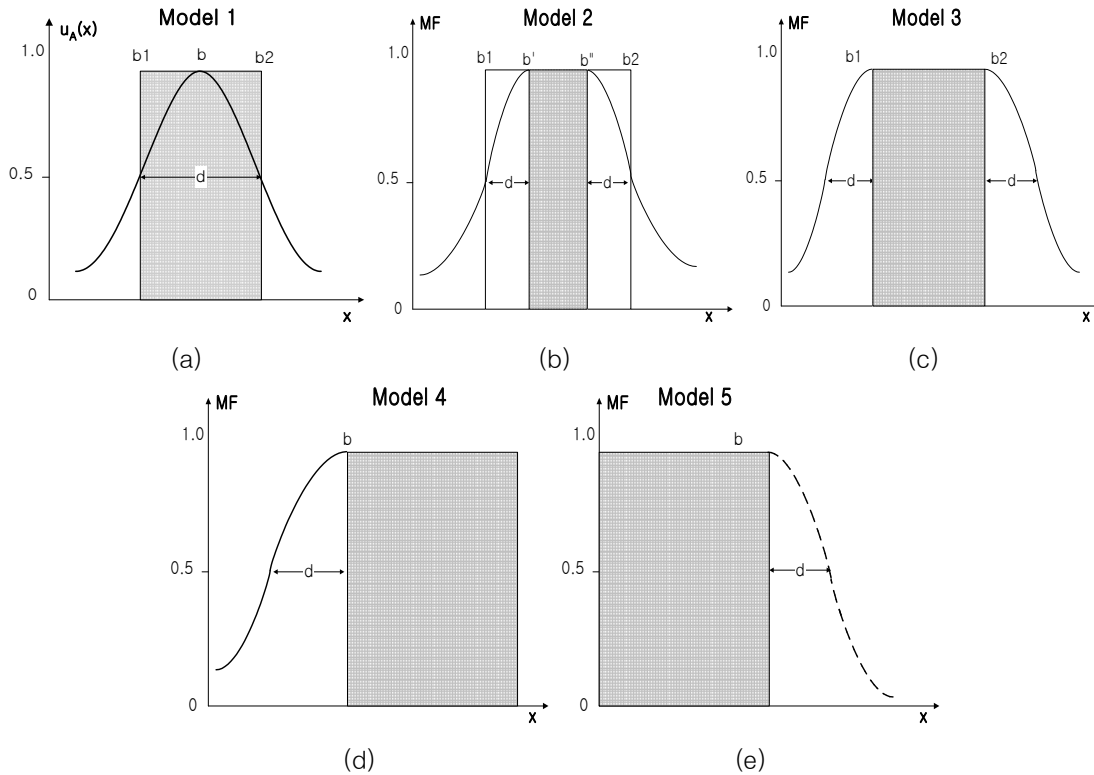 Model 1
u_A(x)
b1 b b2
1.0
0.5
d
0
x
(a)
Model 2
MF
b1 b' b" b2
1.0
0.5
d d
0
x
(b)
Model 3
MF
b1 b2
1.0
0.5
d d
0
x
(c)
Model 4
MF
b
1.0
0.5
d
0
x
(d)
Model 5
MF
b
1.0
0.5
d
0
x
(e)